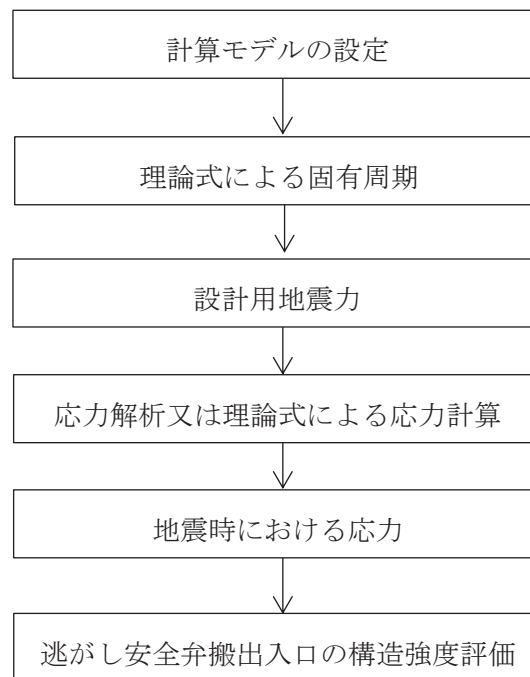 計算モデルの設定
理論式による固有周期
設計用地震力
応力解析又は理論式による応力計算
地震時における応力
逃がし安全弁搬出入口の構造強度評価